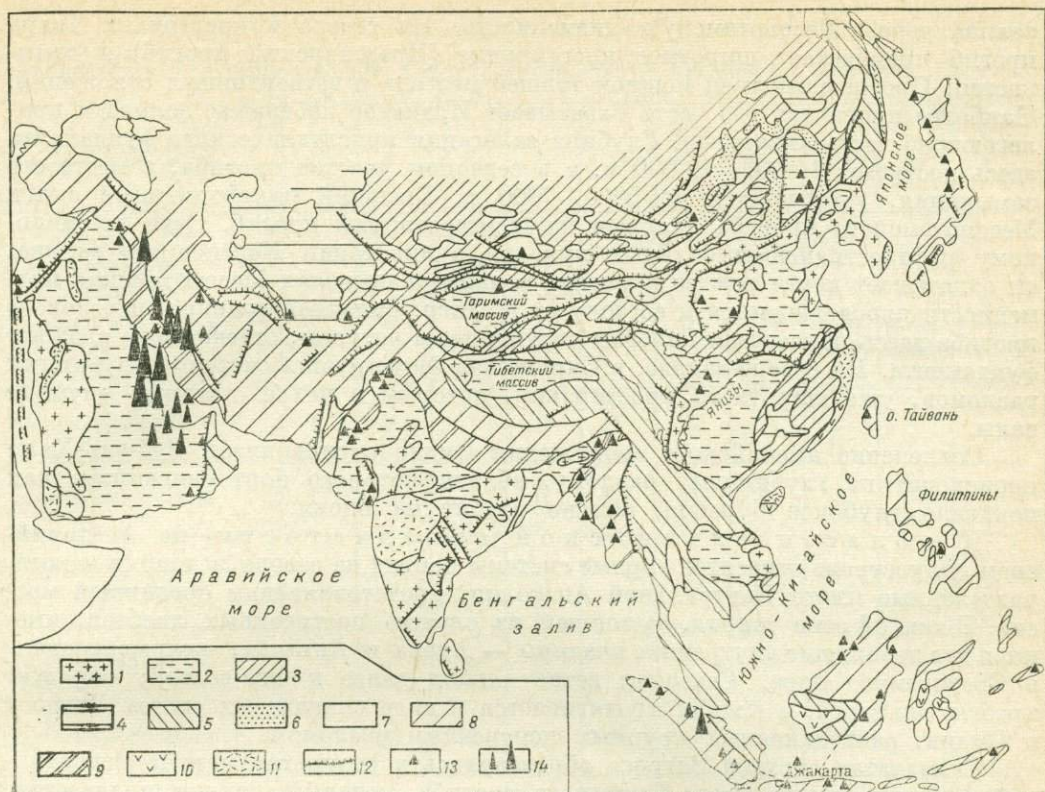 Японское
море
Таримский
массив
Тибетский
массив
Янцзы
о. Тайвань
Филиппины
Аравийское
море
Бенгальский
залив
Южно-Китайское
море
Джакарта
1 2 3
4 5 6 7 8
9 10 11 12 13 14